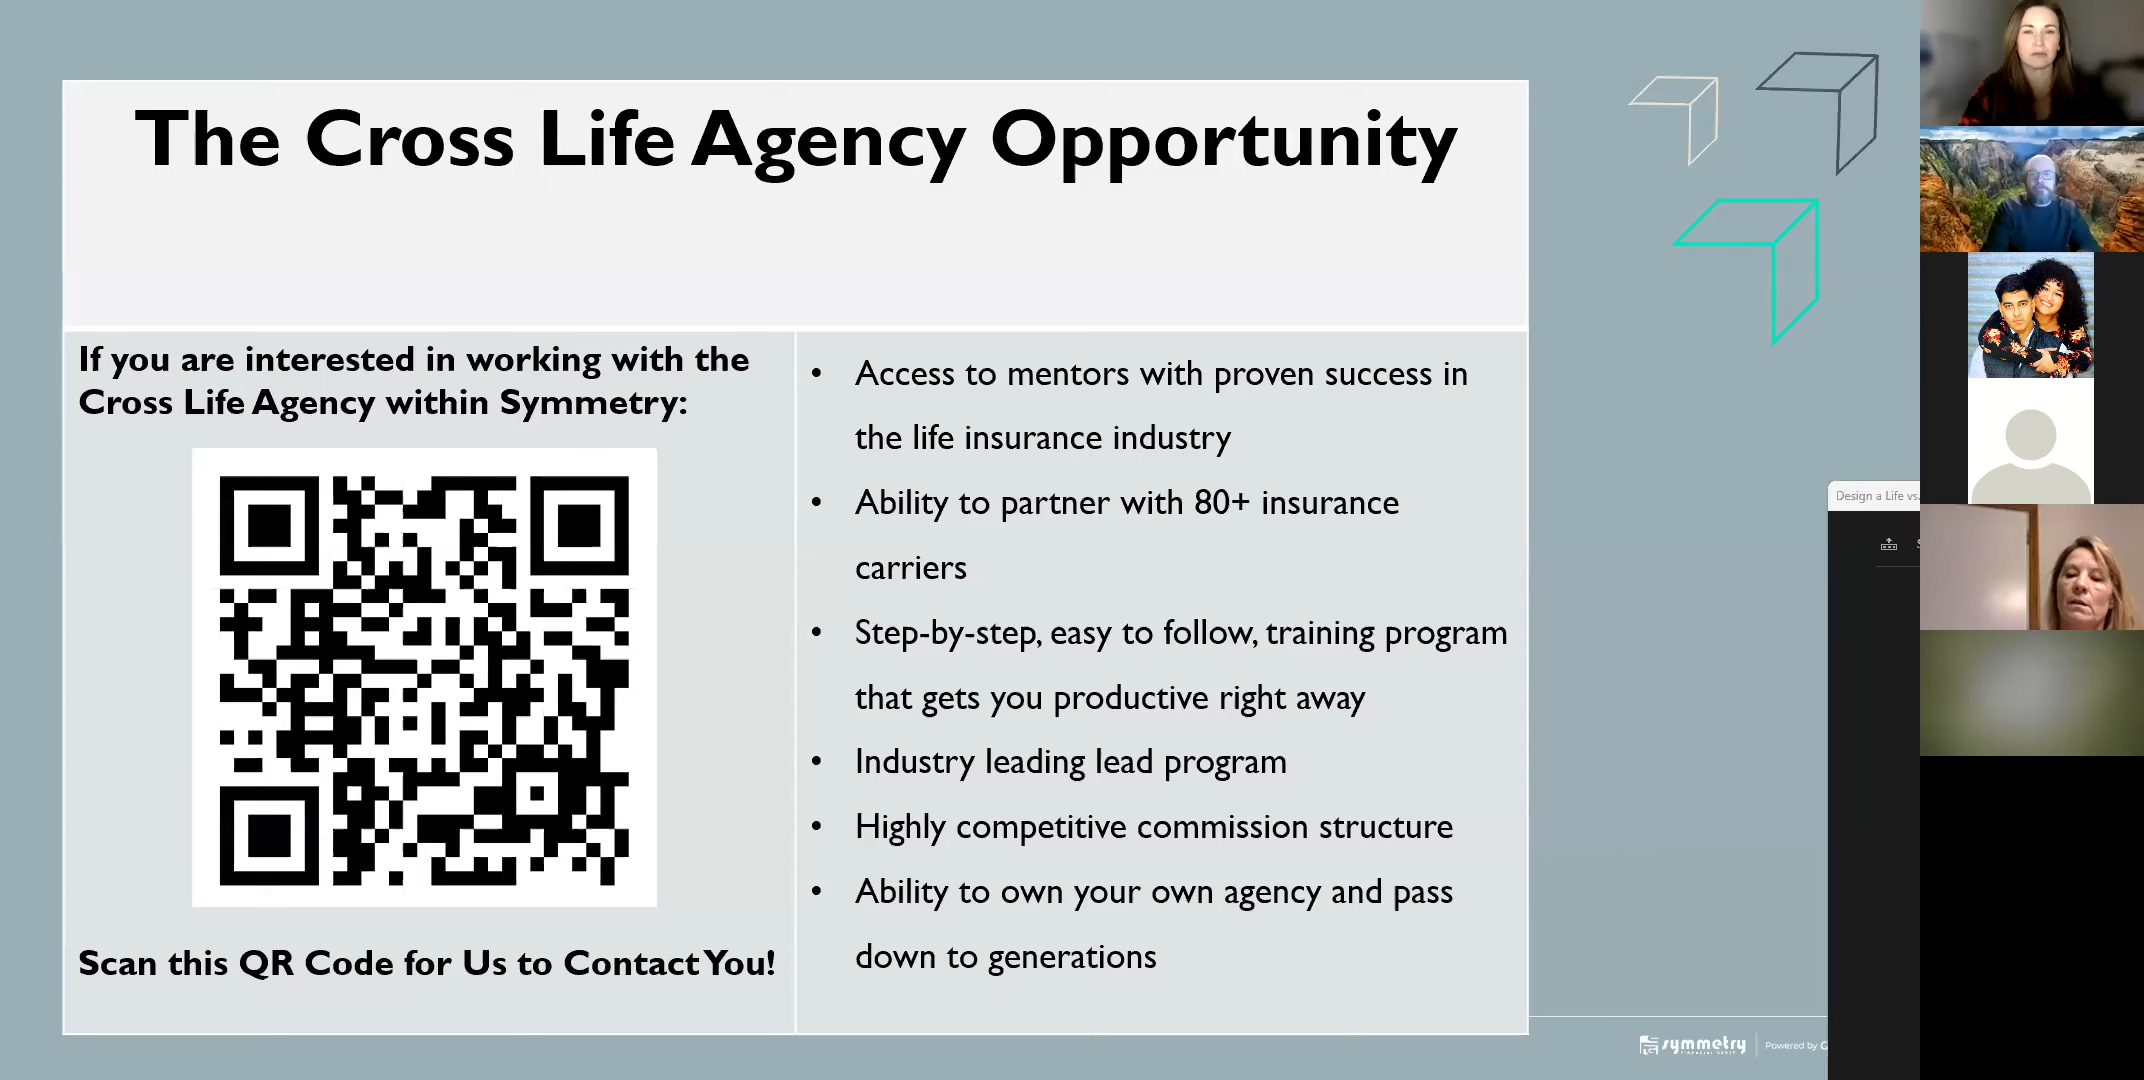 The Cross Life Agency Opportunity
If you are interested in working with the
Cross Life Agency within Symmetry:
Scan this QR Code for Us to Contact You!
• Access to mentors with proven success in
the life insurance industry
• Ability to partner with 80+ insurance
carriers
• Step-by-step, easy to follow, training program
that gets you productive right away
• Industry leading lead program
• Highly competitive commission structure
• Ability to own your own agency and pass
down to generations
Design a Life vs.
symmetry
FINANCIAL GROUP
Powered by